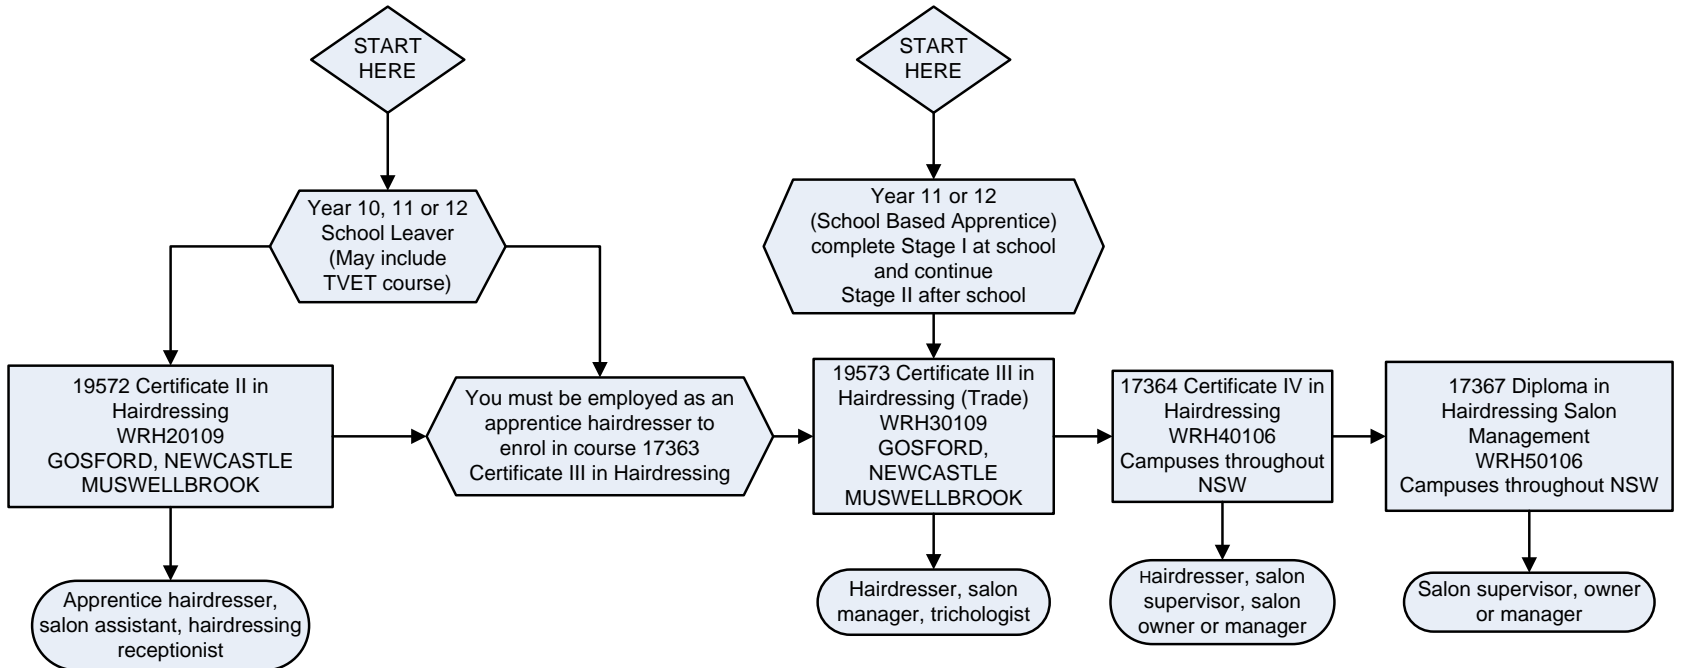 START
HERE
START
HERE
Year 10, 11 or 12
School Leaver
(May include
TVET course)
Year 11 or 12
(School Based Apprentice)
complete Stage I at school
and continue
Stage II after school
19572 Certificate II in
Hairdressing
WRH20109
GOSFORD, NEWCASTLE
MUSWELLBROOK
You must be employed as an
apprentice hairdresser to
enrol in course 17363
Certificate III in Hairdressing
19573 Certificate III in
Hairdressing (Trade)
WRH30109
GOSFORD,
NEWCASTLE
MUSWELLBROOK
17364 Certificate IV in
Hairdressing
WRH40106
Campuses throughout
NSW
17367 Diploma in
Hairdressing Salon
Management
WRH50106
Campuses throughout NSW
Apprentice hairdresser,
salon assistant, hairdressing
receptionist
Hairdresser, salon
manager, trichologist
Hairdresser, salon
supervisor, salon
owner or manager
Salon supervisor, owner
or manager